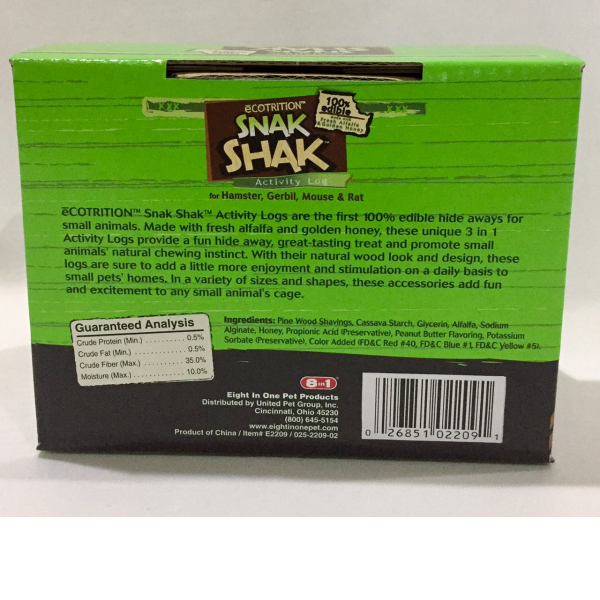 eCOTRITION™
SNAK
SHAK™
Activity Log
100%
edible
Made with
Fresh Alfalfa
& Golden Honey
for Hamster, Gerbil, Mouse & Rat
eCOTRITION™ Snak Shak™ Activity Logs are the first 100% edible hide aways for
small animals. Made with fresh alfalfa and golden honey, these unique 3 in 1
Activity Logs provide a fun hide away, great-tasting treat and promote small
animals' natural chewing instinct. With their natural wood look and design, these
logs are sure to add a little more enjoyment and stimulation on a daily basis to
small pets' homes. In a variety of sizes and shapes, these accessories add fun
and excitement to any small animal's cage.
Guaranteed Analysis
Crude Protein (Min.) .......... 0.5%
Crude Fat (Min.) .......... 0.5%
Crude Fiber (Max.) .......... 35.0%
Moisture (Max.) .......... 10.0%
Ingredients: Pine Wood Shavings, Cassava Starch, Glycerin, Alfalfa, Sodium
Alginate, Honey, Propionic Acid (Preservative), Peanut Butter Flavoring, Potassium
Sorbate (Preservative), Color Added (FD&C Red #40, FD&C Blue #1, FD&C Yellow #5).
8 in 1
Eight In One Pet Products
Distributed by United Pet Group, Inc.
Cincinnati, Ohio 45230
(800) 645-5154
www.eightinonepet.com
Product of China / Item# E2209 / 025-2209-02
0 26851 02209 1